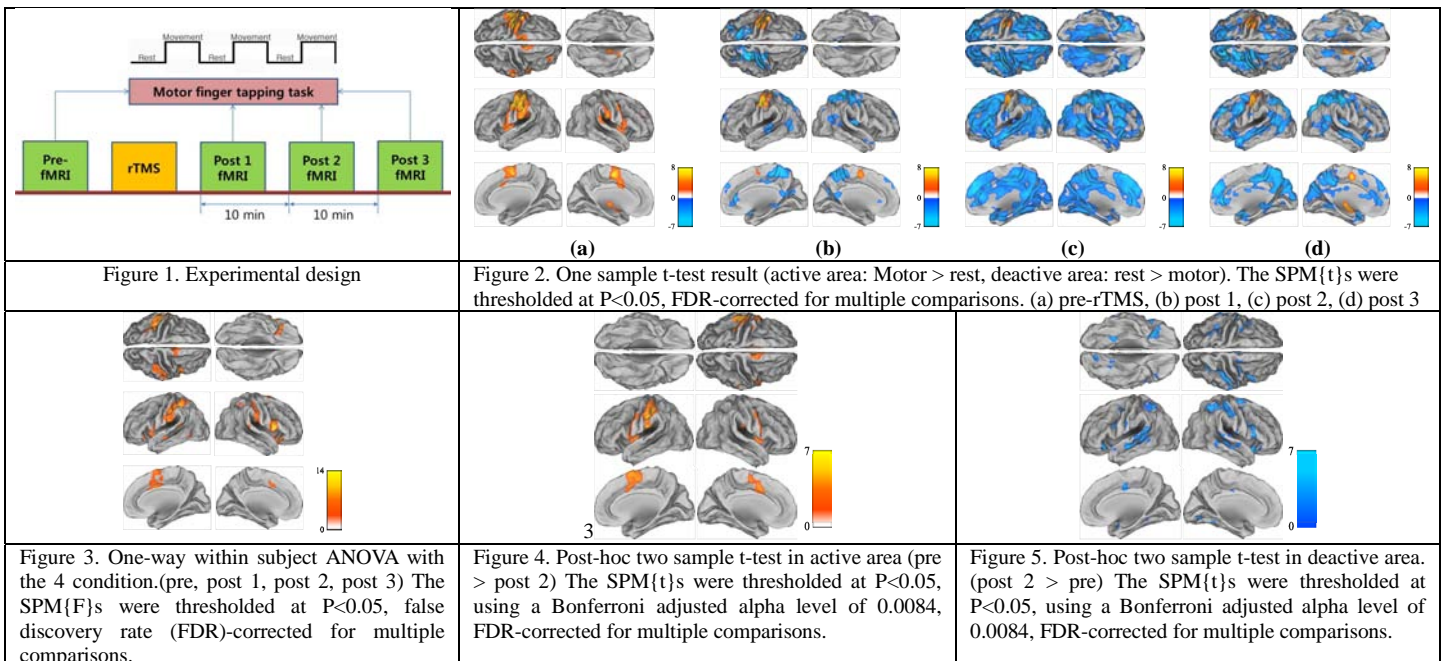 Movement Movement Movement
Rest Rest Rest
Motor finger tapping task
Pre-
fMRI
rTMS
Post 1
fMRI
Post 2
fMRI
Post 3
fMRI
10 min 10 min
Figure 1. Experimental design
8
0
-7
8
0
-7
8
0
-7
8
0
-7
(a) (b) (c) (d)
Figure 2. One sample t-test result (active area: Motor > rest, deactive area: rest > motor). The SPM{t}s were
thresholded at P<0.05, FDR-corrected for multiple comparisons. (a) pre-rTMS, (b) post 1, (c) post 2, (d) post 3
14
0
Figure 3. One-way within subject ANOVA with
the 4 condition.(pre, post 1, post 2, post 3) The
SPM{F}s were thresholded at P<0.05, false
discovery rate (FDR)-corrected for multiple
comparisons.
7
0
3
Figure 4. Post-hoc two sample t-test in active area (pre
> post 2) The SPM{t}s were thresholded at P<0.05,
using a Bonferroni adjusted alpha level of 0.0084,
FDR-corrected for multiple comparisons.
7
0
Figure 5. Post-hoc two sample t-test in deactive area.
(post 2 > pre) The SPM{t}s were thresholded at
P<0.05, using a Bonferroni adjusted alpha level of
0.0084, FDR-corrected for multiple comparisons.